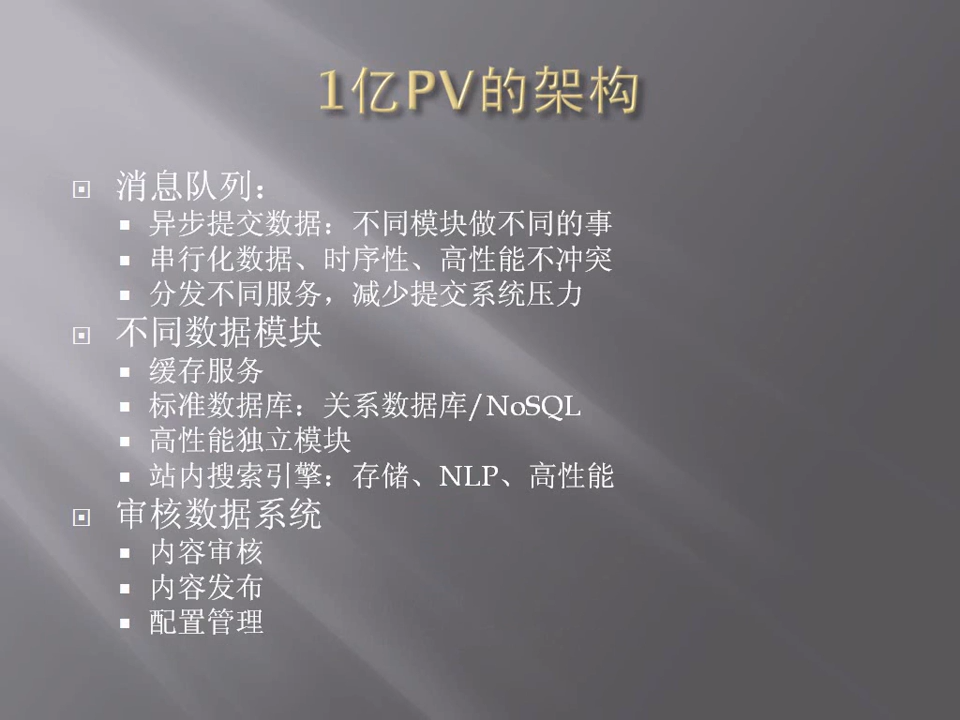 1亿PV的架构
消息队列：
异步提交数据：不同模块做不同的事
串行化数据、时序性、高性能不冲突
分发不同服务，减少提交系统压力
不同数据模块
缓存服务
标准数据库：关系数据库/NoSQL
高性能独立模块
站内搜索引擎：存储、NLP、高性能
审核数据系统
内容审核
内容发布
配置管理